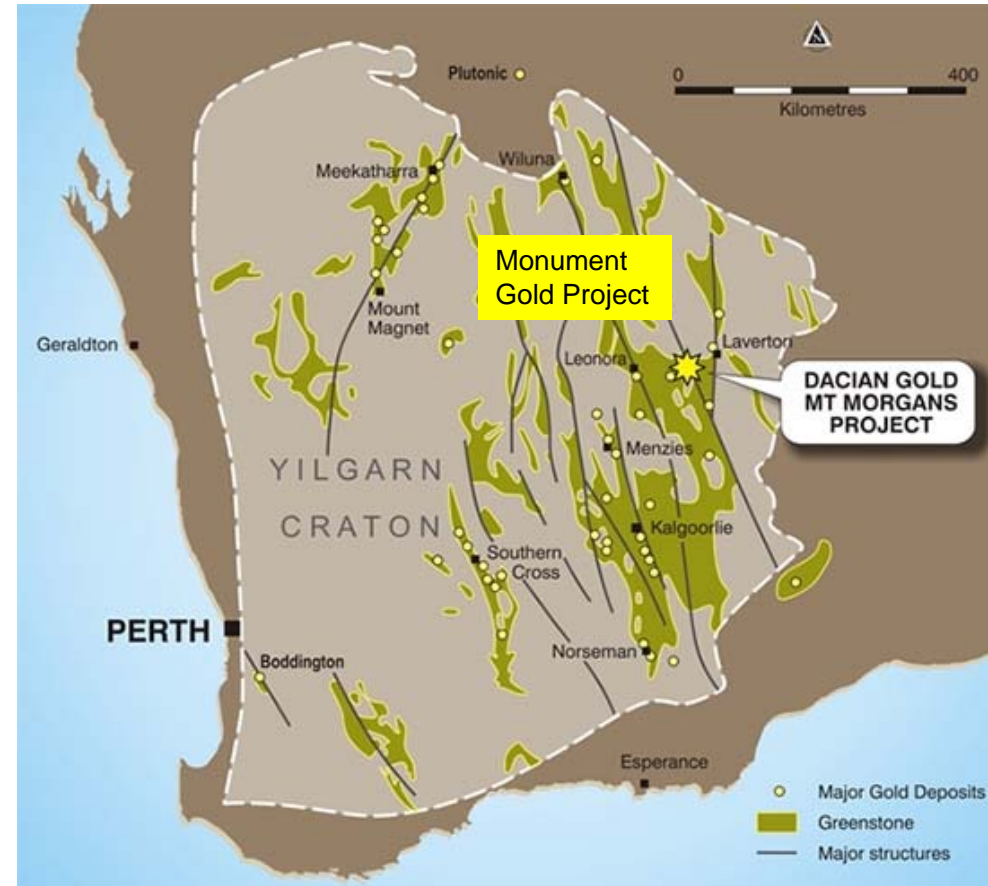 Plutonic
0
400
Kilometres
Meekatharra
Wiluna
Monument
Gold Project
Mount
Magnet
Geraldton
Leonora
Laverton
DACIAN GOLD
MT MORGANS
PROJECT
Menzies
YILGARN
CRATON
Kalgoorlie
Southern
Cross
PERTH
Norseman
Boddington
Esperance
Major Gold Deposits
Greenstone
Major structures